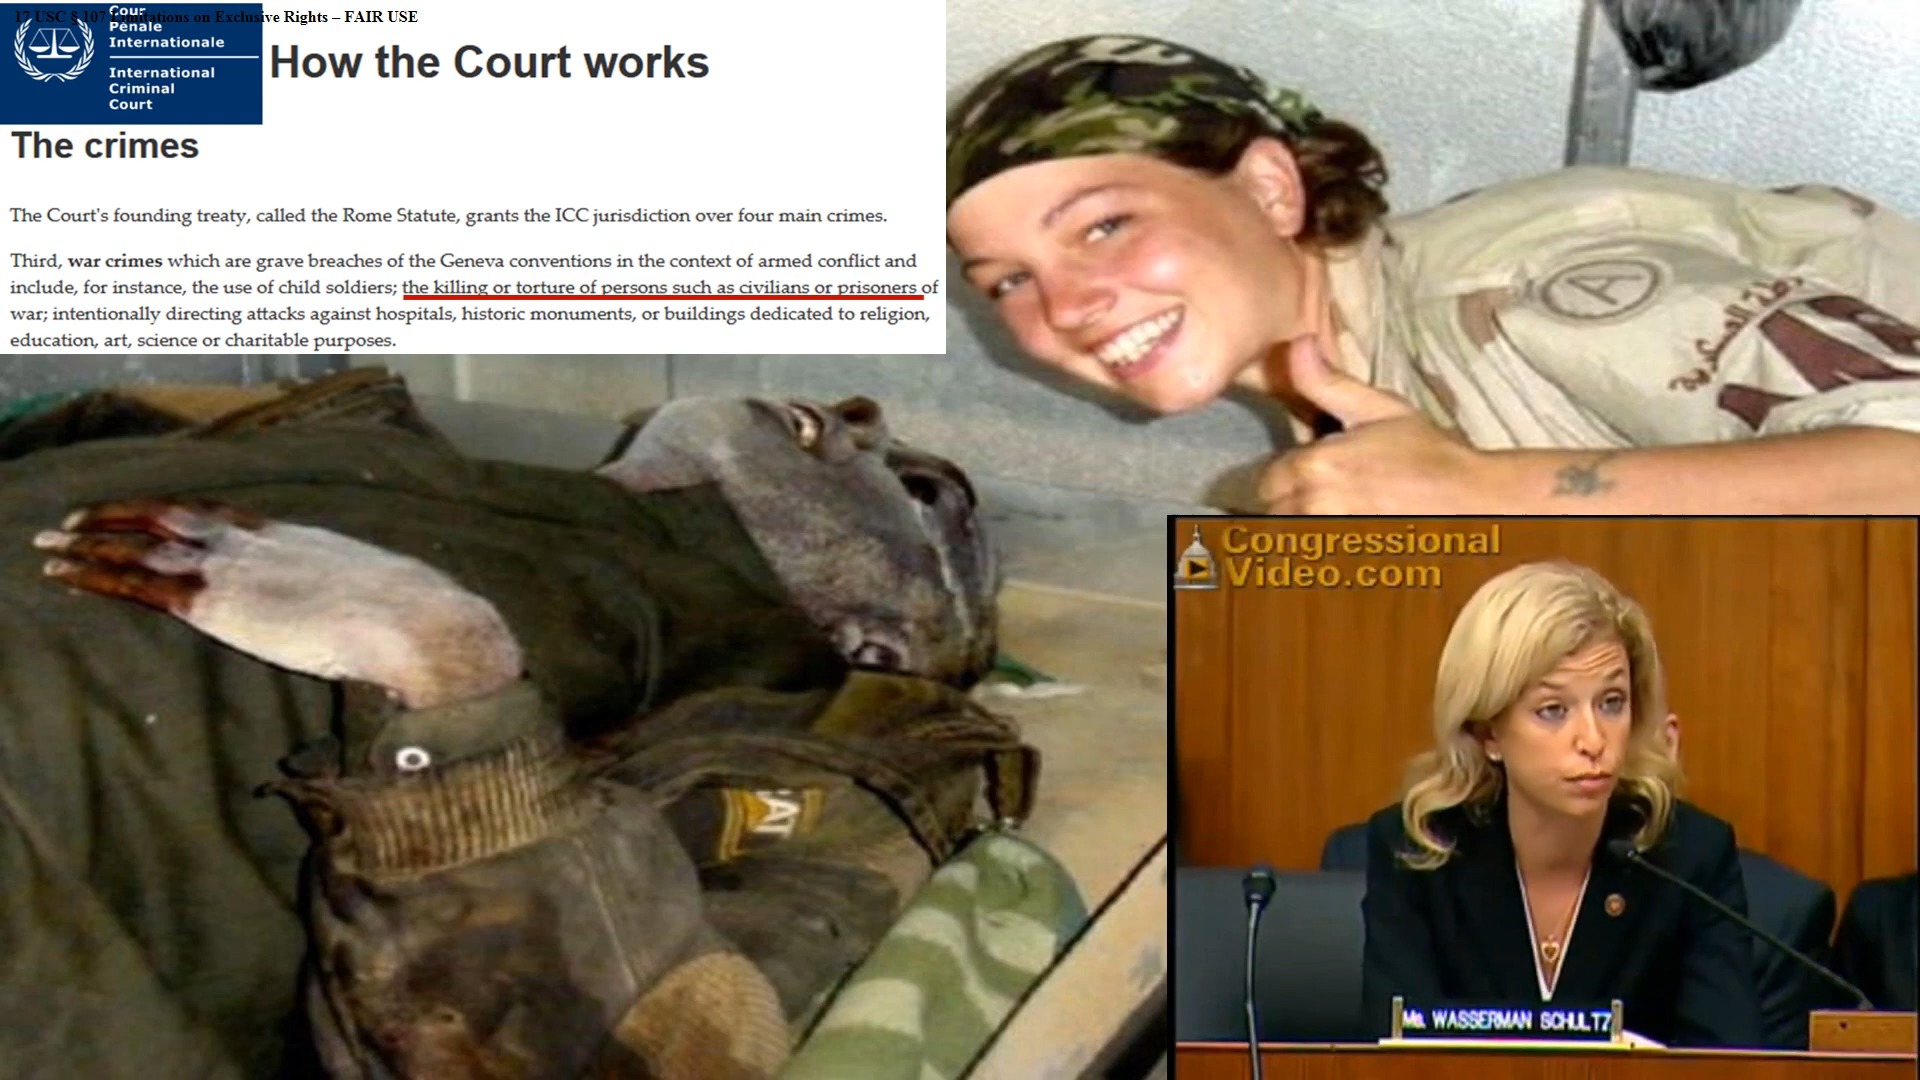 17 USC § 107 Limitations on Exclusive Rights – FAIR USE
Cour
Pénale
Internationale
International
Criminal
Court
How the Court works
The crimes
The Court's founding treaty, called the Rome Statute, grants the ICC jurisdiction over four main crimes.
Third, war crimes which are grave breaches of the Geneva conventions in the context of armed conflict and
include, for instance, the use of child soldiers; the killing or torture of persons such as civilians or prisoners of
war; intentionally directing attacks against hospitals, historic monuments, or buildings dedicated to religion,
education, art, science or charitable purposes.
A
Congressional
Video.com
Ms. WASSERMAN SCHULTZ